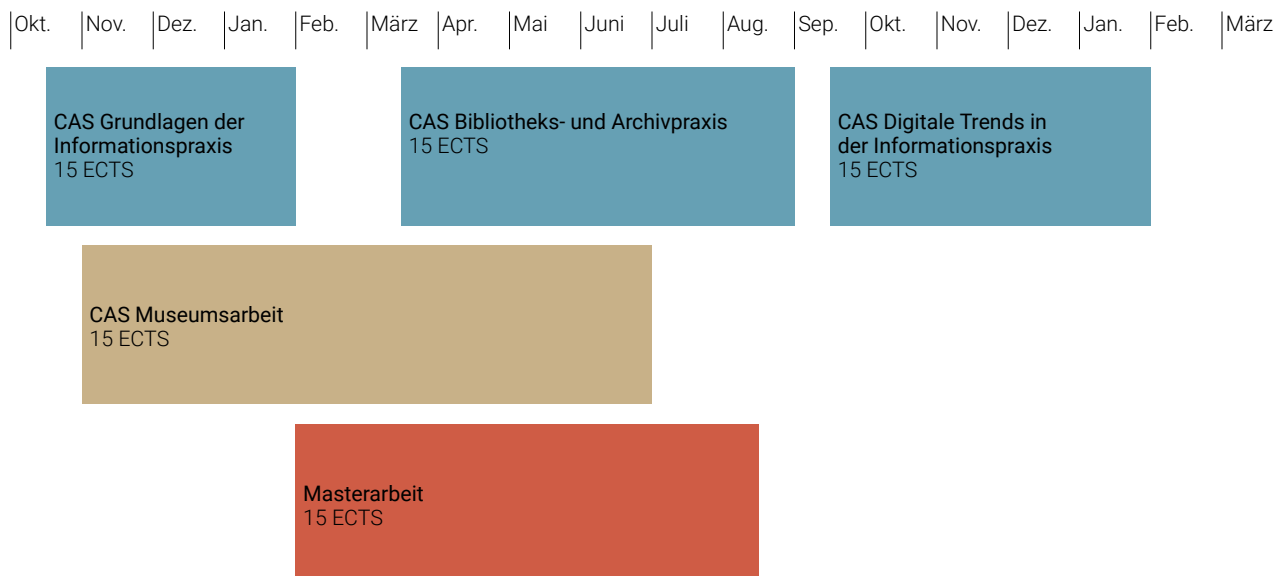 Okt. Nov. Dez. Jan. Feb. März Apr. Mai Juni Juli Aug. Sep. Okt. Nov. Dez. Jan. Feb. März
CAS Grundlagen der
Informationspraxis
15 ECTS
CAS Bibliotheks- und Archivpraxis
15 ECTS
CAS Digitale Trends in
der Informationspraxis
15 ECTS
CAS Museumsarbeit
15 ECTS
Masterarbeit
15 ECTS